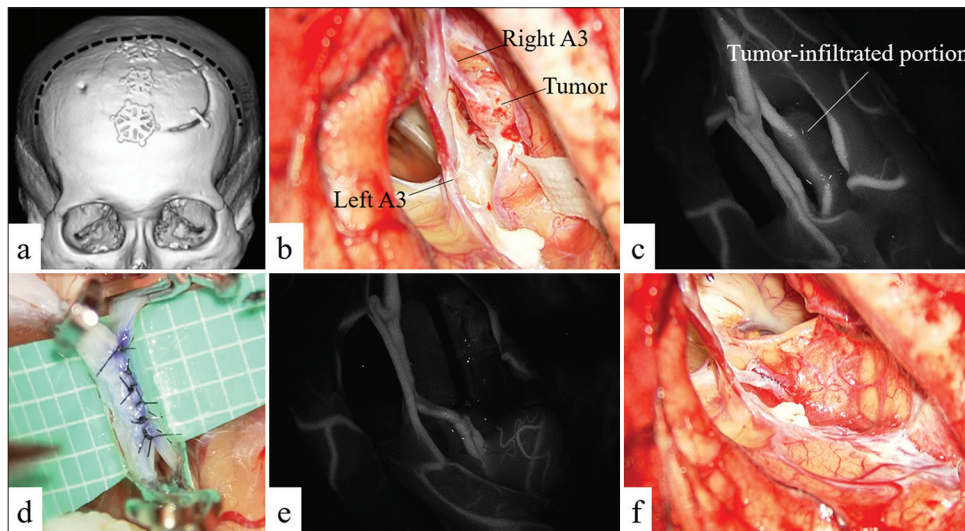 Right A3
Tumor
Left A3
Tumor-infiltrated portion
a
b
c
d
e
f